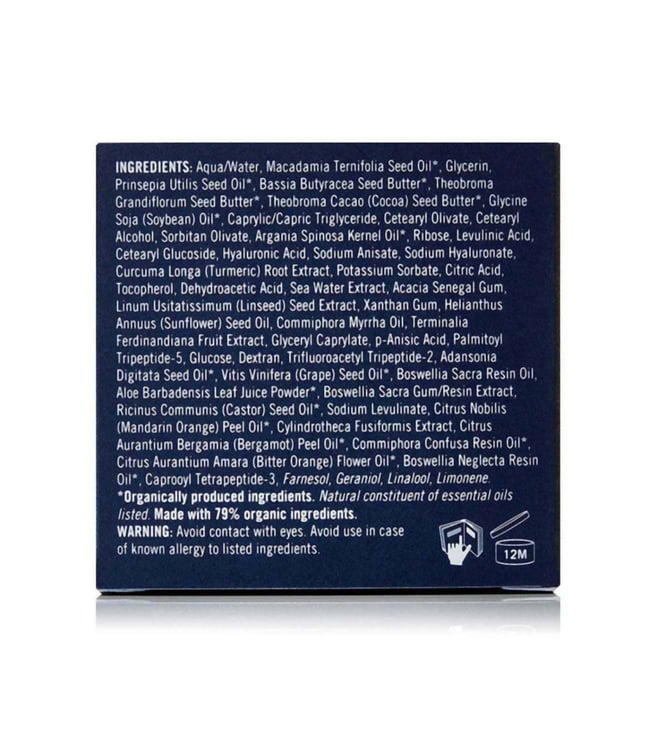 INGREDIENTS: Aqua/Water, Macadamia Ternifolia Seed Oil*, Glycerin,
Prinsepia Utilis Seed Oil*, Bassia Butyracea Seed Butter*, Theobroma
Grandiflorum Seed Butter*, Theobroma Cacao (Cocoa) Seed Butter*, Glycine
Soja (Soybean) Oil*, Caprylic/Capric Triglyceride, Cetearyl Olivate, Cetearyl
Alcohol, Sorbitan Olivate, Argania Spinosa Kernel Oil*, Ribose, Levulinic Acid,
Cetearyl Glucoside, Hyaluronic Acid, Sodium Anisate, Sodium Hyaluronate,
Curcuma Longa (Turmeric) Root Extract, Potassium Sorbate, Citric Acid,
Tocopherol, Dehydroacetic Acid, Sea Water Extract, Acacia Senegal Gum,
Linum Usitatissimum (Linseed) Seed Extract, Xanthan Gum, Helianthus
Annuus (Sunflower) Seed Oil, Commiphora Myrrha Oil, Terminalia
Ferdinandiana Fruit Extract, Glyceryl Caprylate, p-Anisic Acid, Palmitoyl
Tripeptide-5, Glucose, Dextran, Trifluoroacetyl Tripeptide-2, Adansonia
Digitata Seed Oil*, Vitis Vinifera (Grape) Seed Oil*, Boswellia Sacra Resin Oil,
Aloe Barbadensis Leaf Juice Powder*, Boswellia Sacra Gum/Resin Extract,
Ricinus Communis (Castor) Seed Oil*, Sodium Levulinate, Citrus Nobilis
(Mandarin Orange) Peel Oil*, Cylindrotheca Fusiformis Extract, Citrus
Aurantium Bergamia (Bergamot) Peel Oil*, Commiphora Confusa Resin Oil*,
Citrus Aurantium Amara (Bitter Orange) Flower Oil*, Boswellia Neglecta Resin
Oil*, Caprooyl Tetrapeptide-3, Farnesol, Geraniol, Linalool, Limonene.
*Organically produced ingredients. Natural constituent of essential oils
listed. Made with 79% organic ingredients.
WARNING: Avoid contact with eyes. Avoid use in case
of known allergy to listed ingredients.
12M